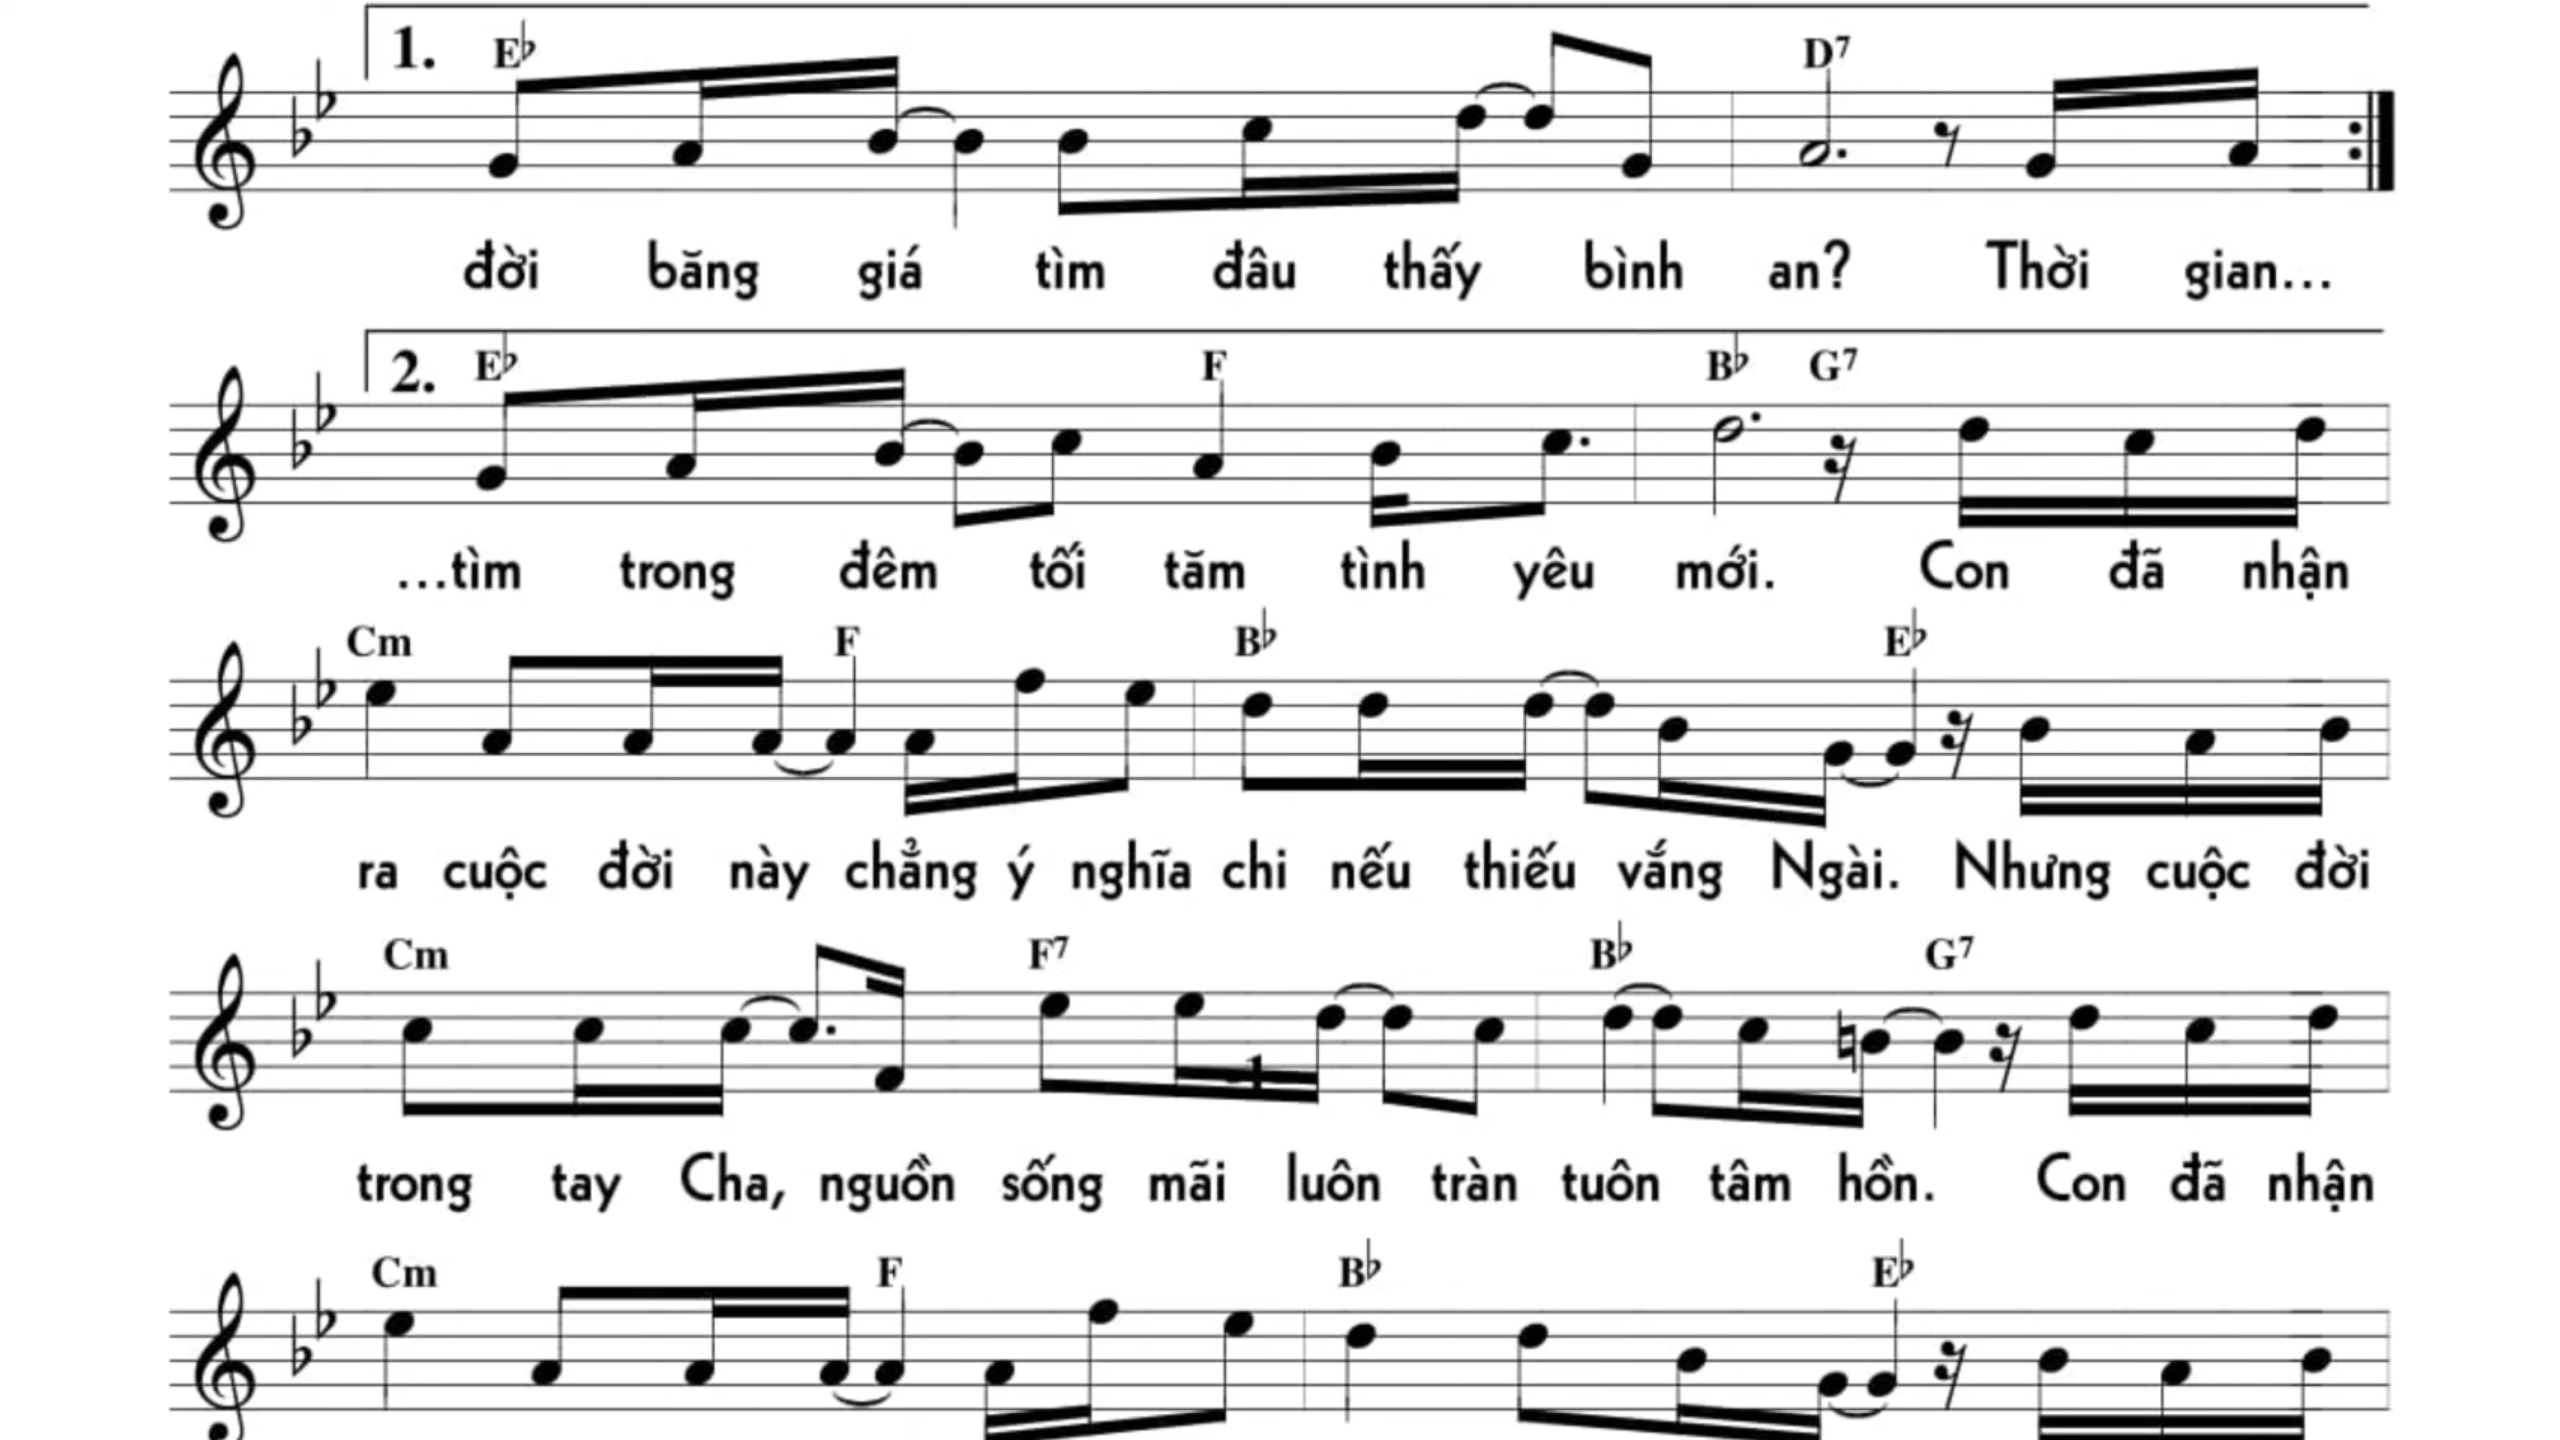 1. E♭ D7
đời băng giá tìm đâu thấy bình an? Thời gian...
2. E♭ F B♭ G7
...tìm trong đêm tối tăm tình yêu mới. Con đã nhận
Cm F B♭ E♭
ra cuộc đời này chẳng ý nghĩa chi nếu thiếu vắng Ngài. Nhưng cuộc đời
Cm F7 B♭ G7
1
trong tay Cha, nguồn sống mãi luôn tràn tuôn tâm hồn. Con đã nhận
Cm F B♭ E♭